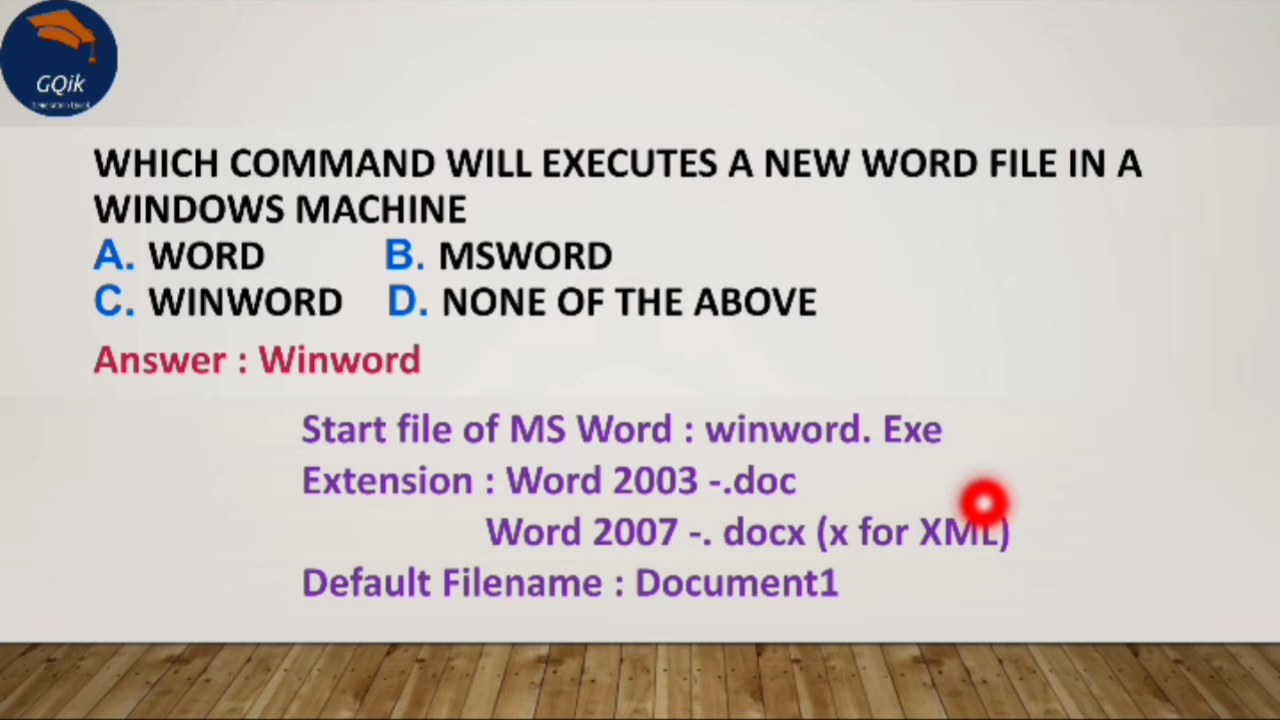 GQik
WHICH COMMAND WILL EXECUTES A NEW WORD FILE IN A
WINDOWS MACHINE
A. WORD B. MSWORD
C. WINWORD D. NONE OF THE ABOVE
Answer : Winword
Start file of MS Word : winword. Exe
Extension : Word 2003 -.doc
Word 2007 -. docx (x for XML)
Default Filename : Document1